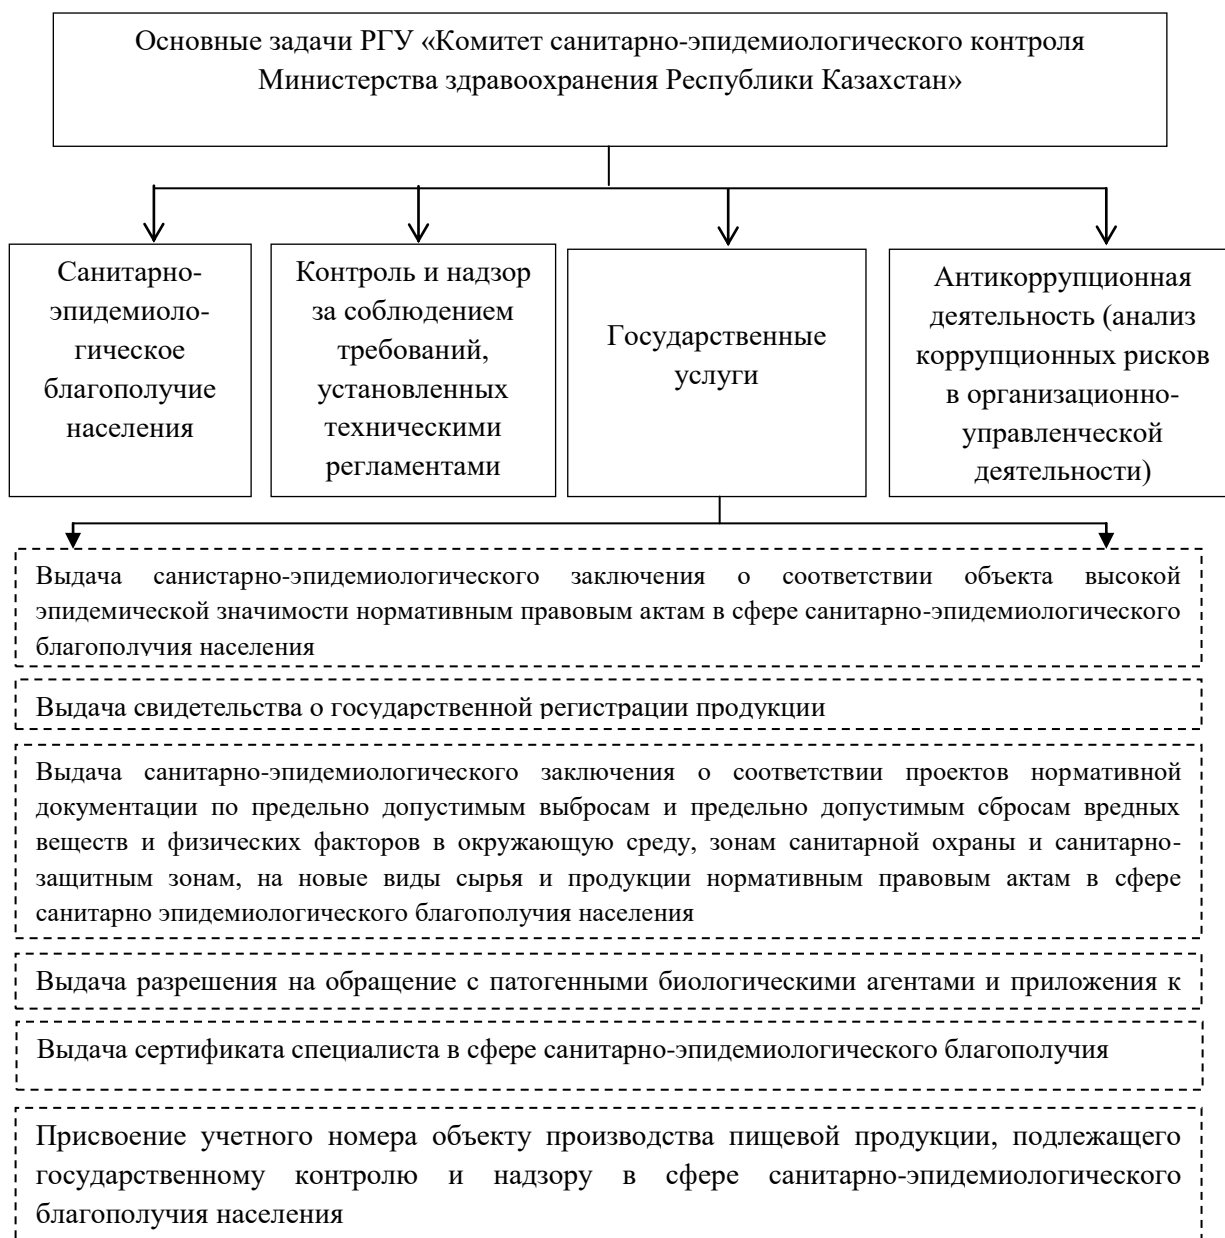 Основные задачи РГУ «Комитет санитарно-эпидемиологического контроля
Министерства здравоохранения Республики Казахстан»
Санитарно-
эпидемиоло-
гическое
благополучие
населения
Контроль и надзор
за соблюдением
требований,
установленных
техническими
регламентами
Государственные
услуги
Антикоррупционная
деятельность (анализ
коррупционных рисков
в организационно-
управленческой
деятельности)
Выдача санистарно-эпидемиологического заключения о соответствии объекта высокой
эпидемической значимости нормативным правовым актам в сфере санитарно-эпидемиологического
благополучия населения
Выдача свидетельства о государственной регистрации продукции
Выдача санитарно-эпидемиологического заключения о соответствии проектов нормативной
документации по предельно допустимым выбросам и предельно допустимым сбросам вредных
веществ и физических факторов в окружающую среду, зонам санитарной охраны и санитарно-
защитным зонам, на новые виды сырья и продукции нормативным правовым актам в сфере
санитарно эпидемиологического благополучия населения
Выдача разрешения на обращение с патогенными биологическими агентами и приложения к
Выдача сертификата специалиста в сфере санитарно-эпидемиологического благополучия
Присвоение учетного номера объекту производства пищевой продукции, подлежащего
государственному контролю и надзору в сфере санитарно-эпидемиологического
благополучия населения